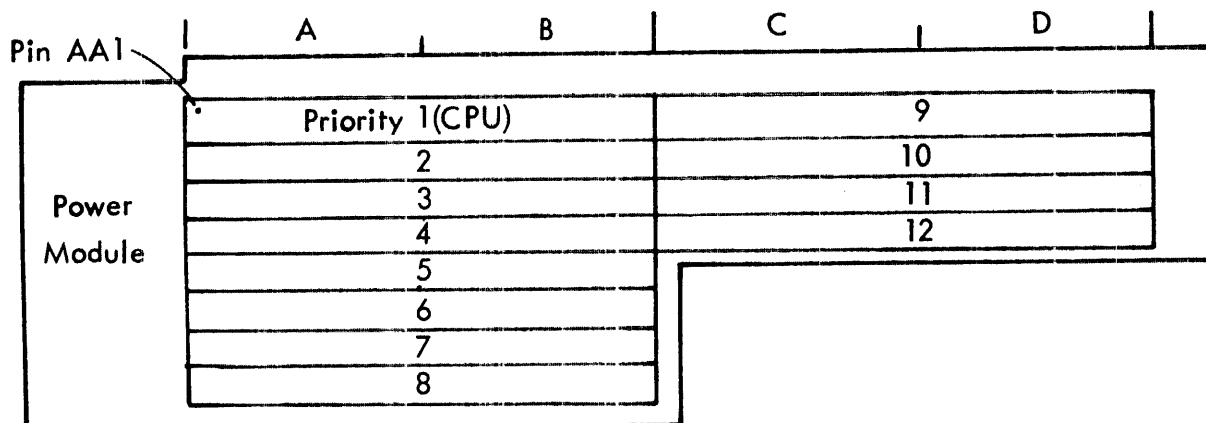 A B C D
Pin AA1
Priority 1(CPU) 9
2 10
3 11
Power
4 12
Module
5
6
7
8